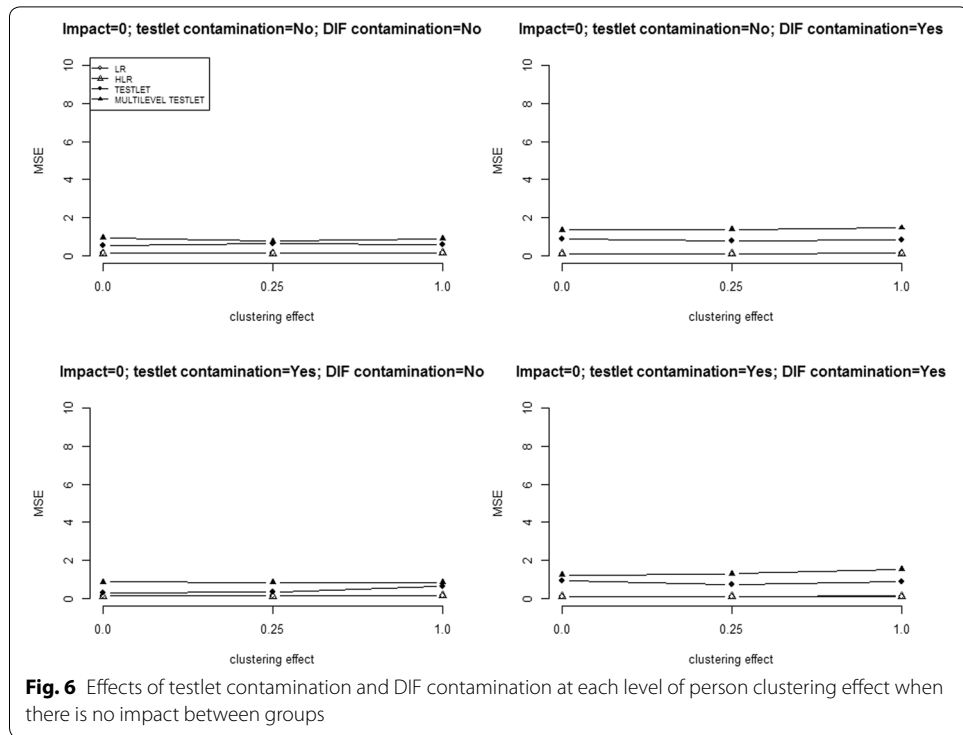 Impact=0; testlet contamination=No; DIF contamination=No
10
8
6
4
2
0
MSE
LR
HLR
TESTLET
MULTILEVEL TESTLET
0.0
0.25
1.0
clustering effect
Impact=0; testlet contamination=No; DIF contamination=Yes
10
8
6
4
2
0
MSE
0.0
0.25
1.0
clustering effect
Impact=0; testlet contamination=Yes; DIF contamination=No
10
8
6
4
2
0
MSE
0.0
0.25
1.0
clustering effect
Impact=0; testlet contamination=Yes; DIF contamination=Yes
10
8
6
4
2
0
MSE
0.0
0.25
1.0
clustering effect
Fig. 6 Effects of testlet contamination and DIF contamination at each level of person clustering effect when
there is no impact between groups